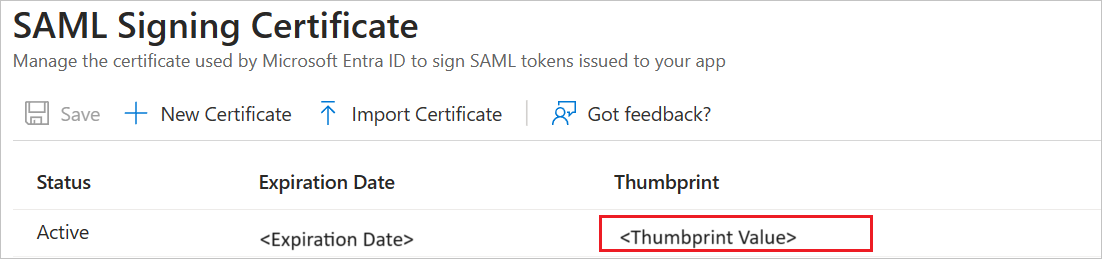 SAML Signing Certificate
Manage the certificate used by Microsoft Entra ID to sign SAML tokens issued to your app
Save New Certificate Import Certificate Got feedback?
Status Expiration Date Thumbprint
Active <Expiration Date> <Thumbprint Value>